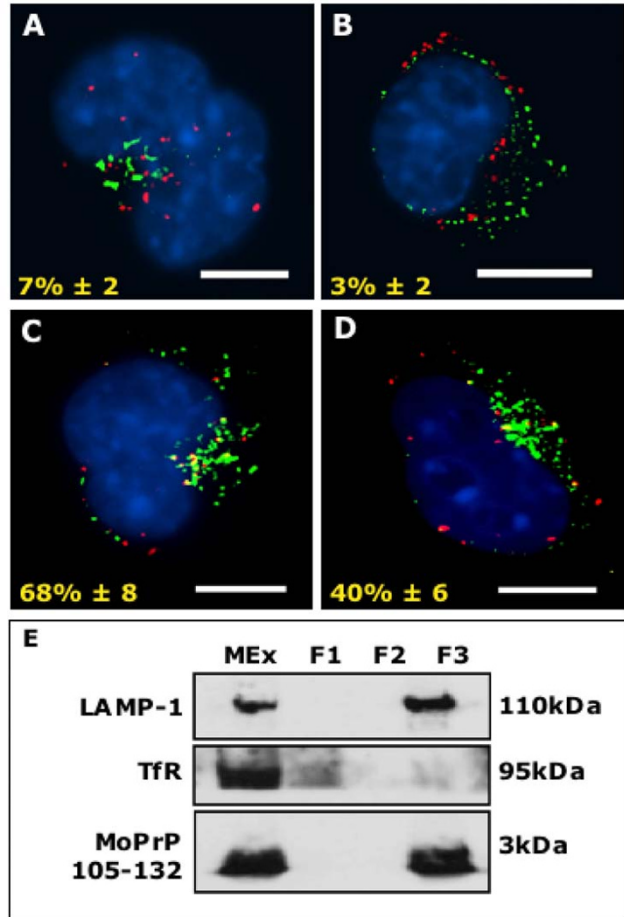 A
B
7% ± 2
3% ± 2
C
D
68% ± 8
40% ± 6
E
MEx F1 F2 F3
LAMP-1 110kDa
TfR 95kDa
MoPrP 3kDa
105-132